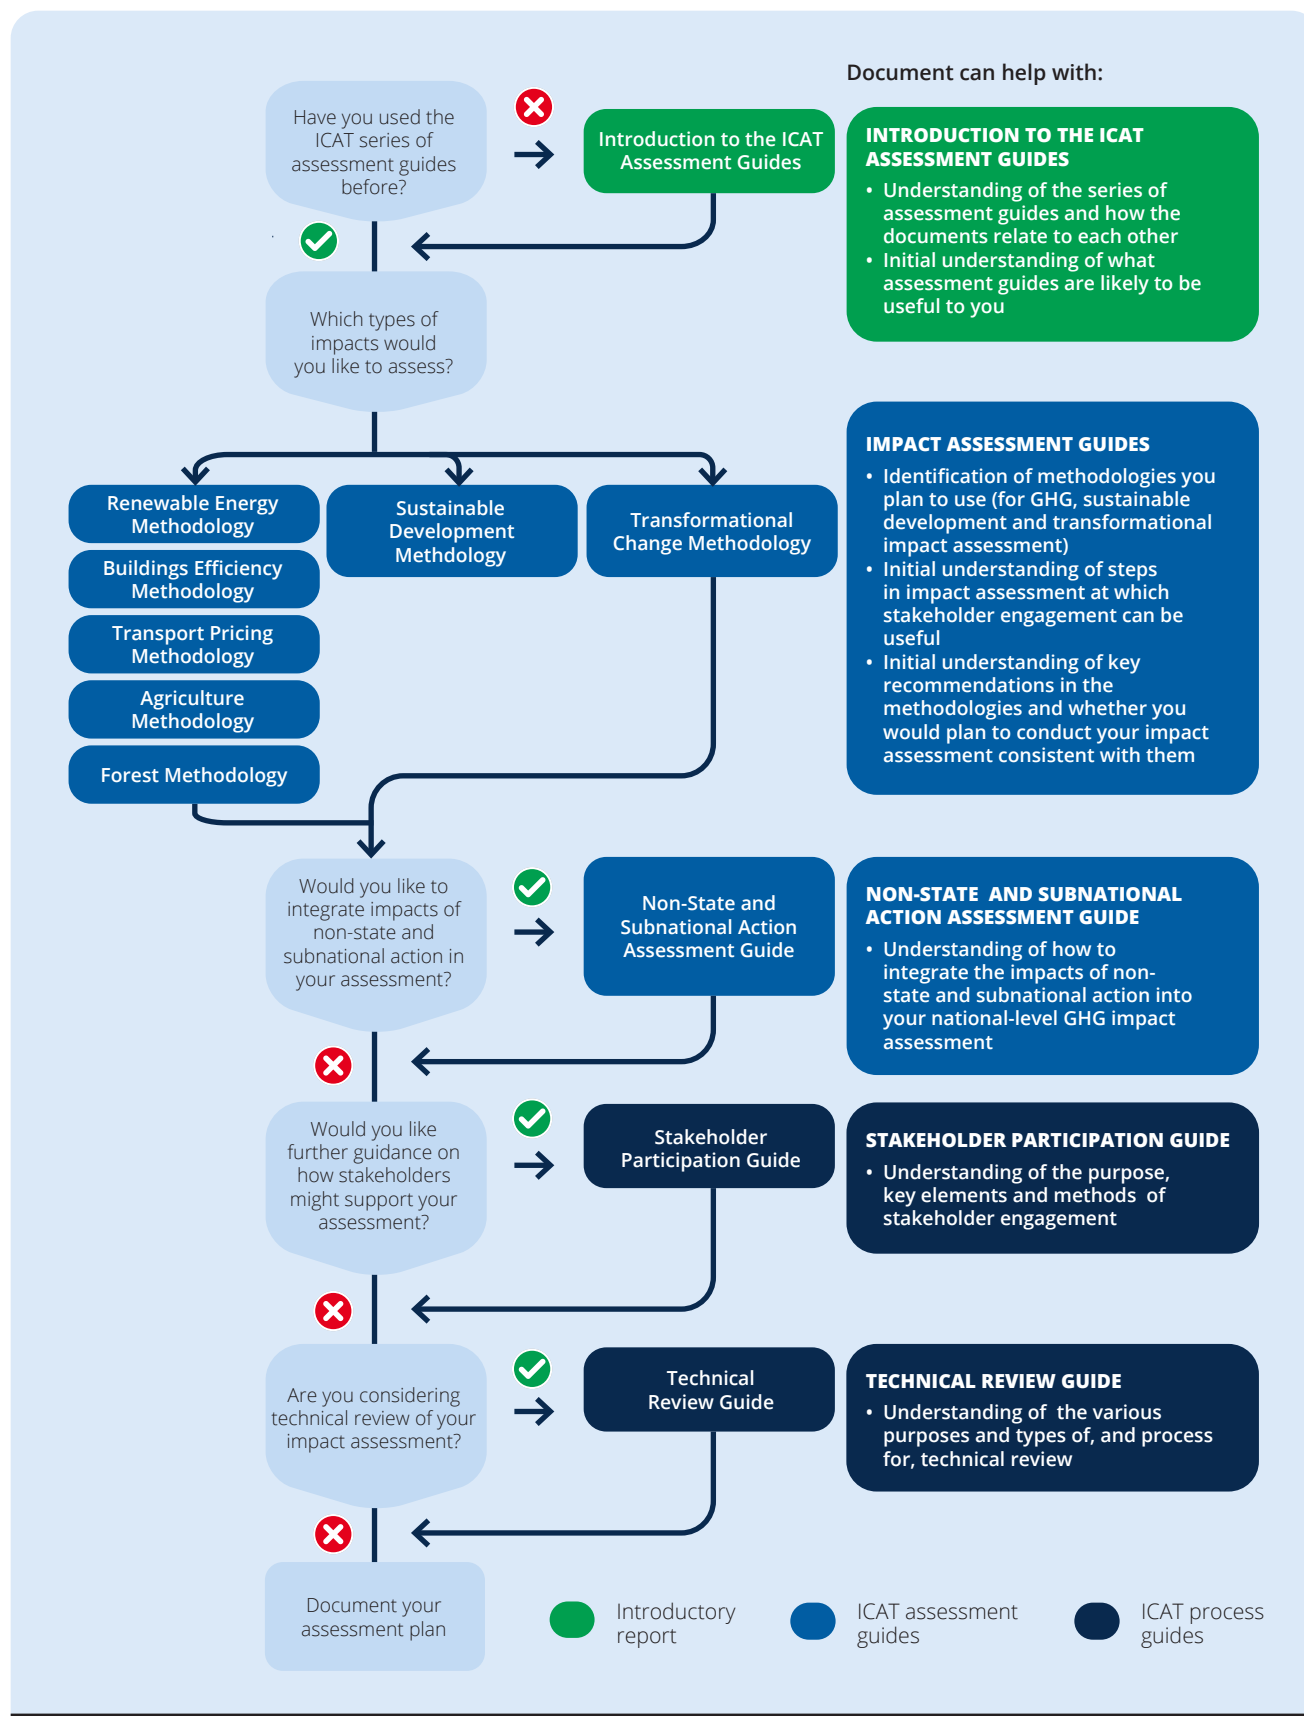 Document can help with:
Have you used the
ICAT series of
assessment guides
before?
Introduction to the ICAT
Assessment Guides
INTRODUCTION TO THE ICAT
ASSESSMENT GUIDES
• Understanding of the series of
assessment guides and how the
documents relate to each other
• Initial understanding of what
assessment guides are likely to be
useful to you
Which types of
impacts would
you like to assess?
Renewable Energy
Methodology
Buildings Efficiency
Methodology
Transport Pricing
Methodology
Agriculture
Methodology
Forest Methodology
Sustainable
Development
Methdology
Transformational
Change Methodology
IMPACT ASSESSMENT GUIDES
• Identification of methodologies you
plan to use (for GHG, sustainable
development and transformational
impact assessment)
• Initial understanding of steps
in impact assessment at which
stakeholder engagement can be
useful
• Initial understanding of key
recommendations in the
methodologies and whether you
would plan to conduct your impact
assessment consistent with them
Would you like to
integrate impacts of
non-state and
subnational action in
your assessment?
Non-State and
Subnational Action
Assessment Guide
NON-STATE AND SUBNATIONAL
ACTION ASSESSMENT GUIDE
• Understanding of how to
integrate the impacts of non-
state and subnational action into
your national-level GHG impact
assessment
Would you like
further guidance on
how stakeholders
might support your
assessment?
Stakeholder
Participation Guide
STAKEHOLDER PARTICIPATION GUIDE
• Understanding of the purpose,
key elements and methods of
stakeholder engagement
Are you considering
technical review of your
impact assessment?
Technical
Review Guide
TECHNICAL REVIEW GUIDE
• Understanding of the various
purposes and types of, and process
for, technical review
Document your
assessment plan
Introductory
report
ICAT assessment
guides
ICAT process
guides